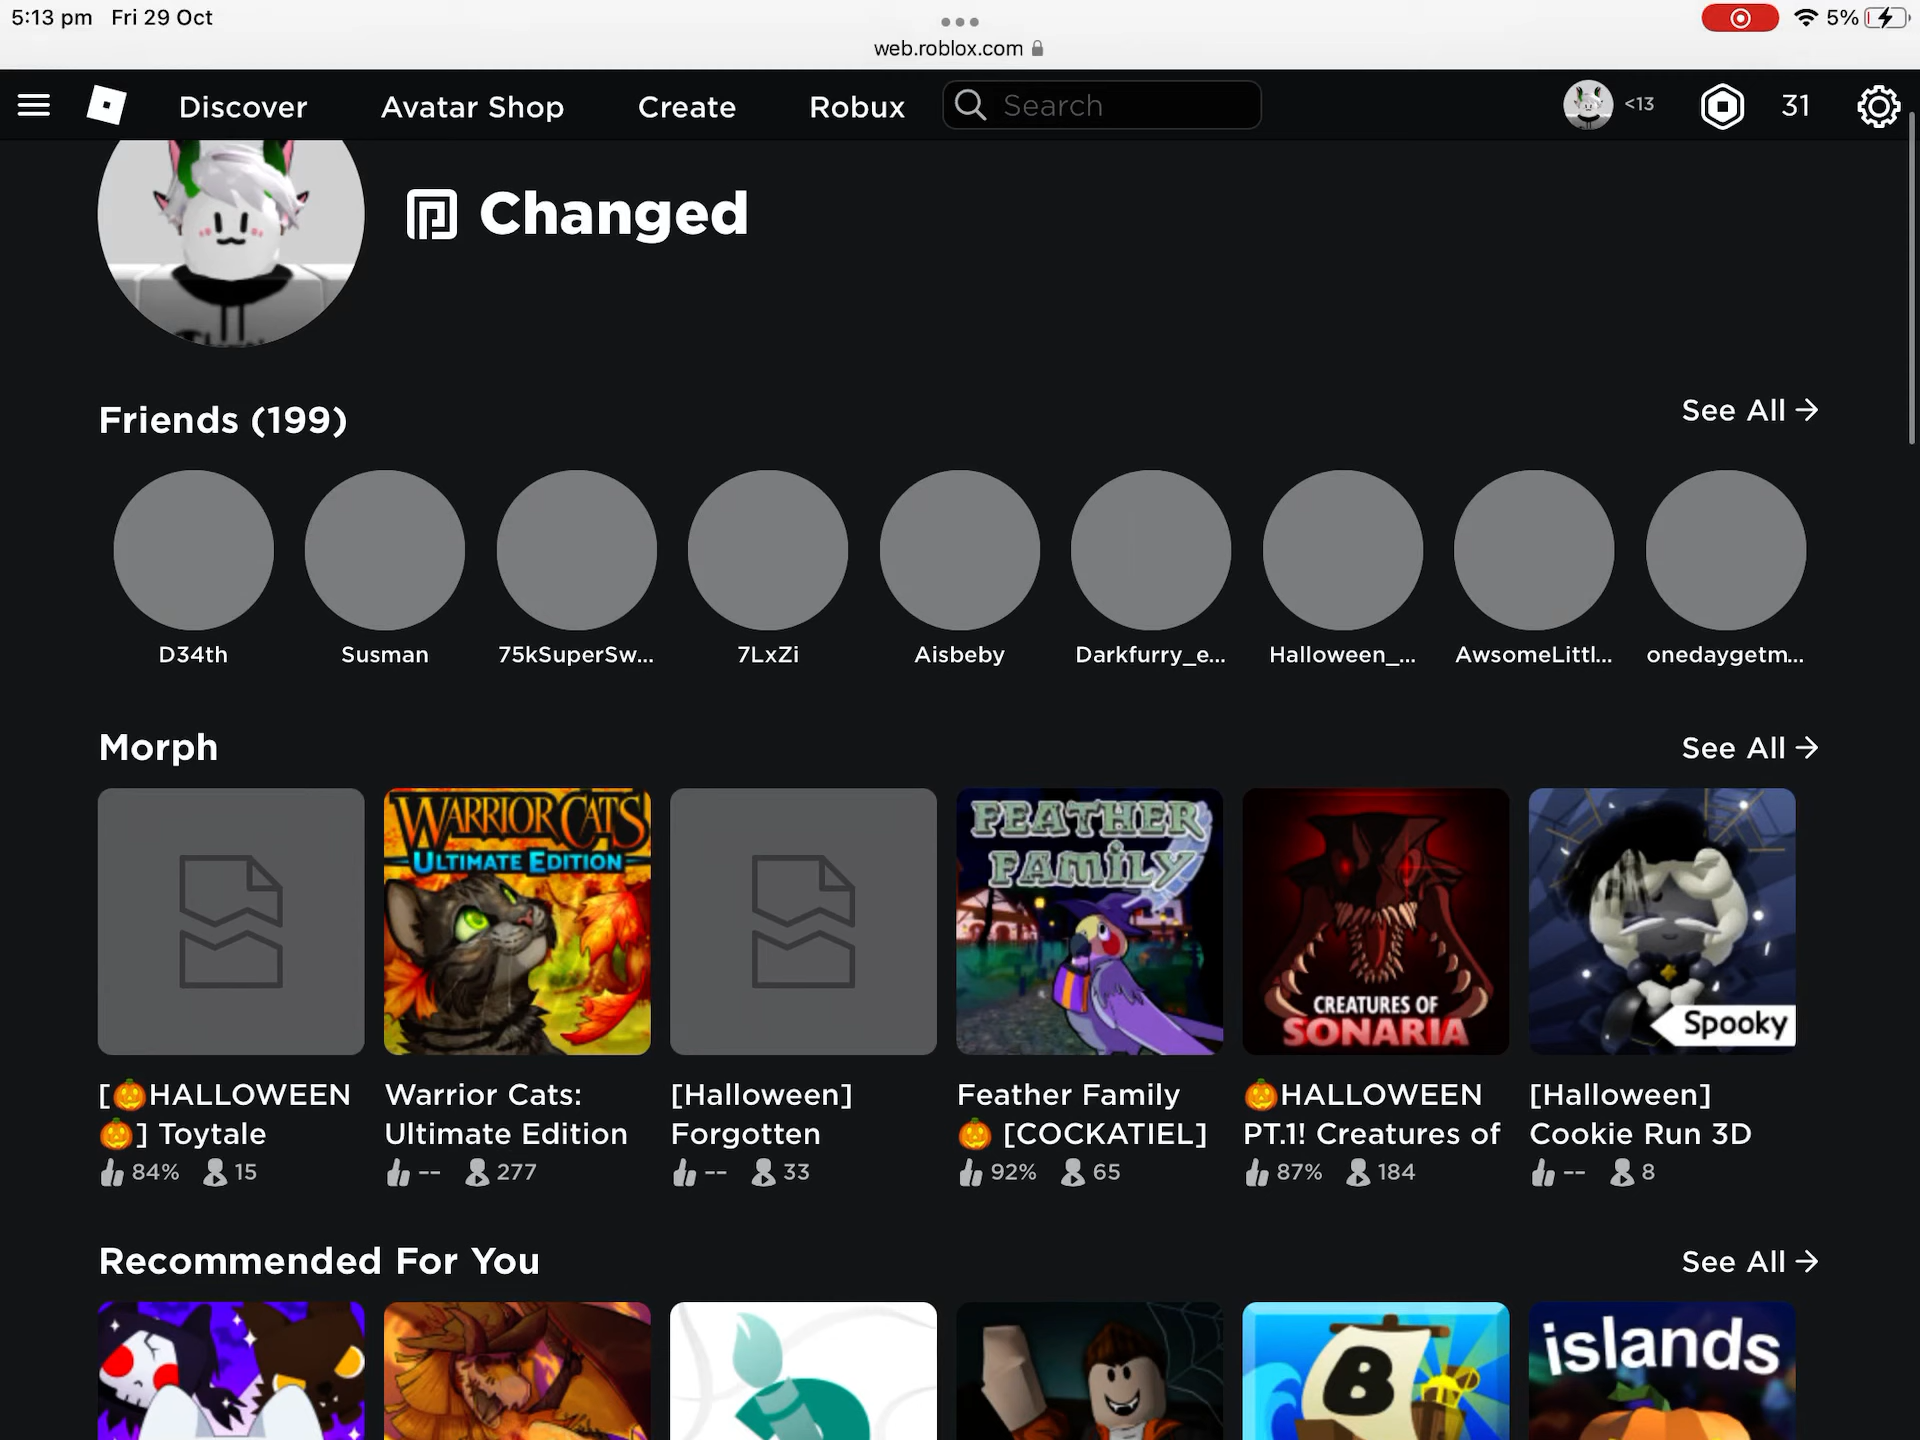 5:13 pm Fri 29 Oct
5%
web.roblox.com
Discover Avatar Shop Create Robux Search <13 31
Changed
Friends (199) See All →
D34th Susman 75kSuperSw... 7LxZi Aisbeby Darkfurry_e... Halloween_... AwsomeLittl... onedaygetm...
Morph See All →
WARRIOR CATS
ULTIMATE EDITION
FEATHER
FAMILY
CREATURES OF
SONARIA
Spooky
[🎃HALLOWEEN
🎃] Toytale
84% 15
Warrior Cats:
Ultimate Edition
-- 277
[Halloween]
Forgotten
-- 33
Feather Family
🎃 [COCKATIEL]
92% 65
🎃HALLOWEEN
PT.1! Creatures of
87% 184
[Halloween]
Cookie Run 3D
-- 8
Recommended For You See All →
B
islands